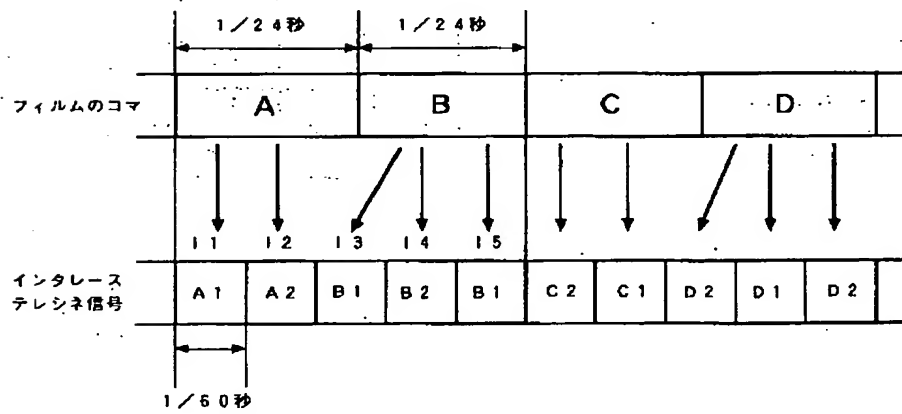 1/24秒 1/24秒
フィルムのコマ A B C D
I1 I2 I3 I4 I5
インタレース
テレシネ信号 A1 A2 B1 B2 B1 C2 C1 D2 D1 D2
1/60秒